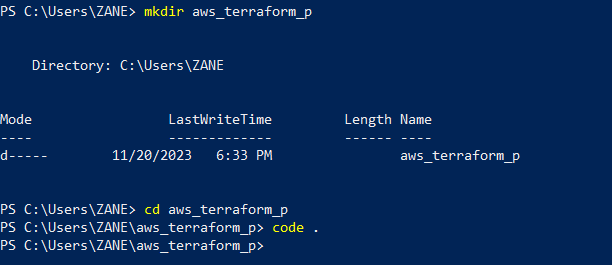 PS C:\Users\ZANE> mkdir aws_terraform_p
Directory: C:\Users\ZANE
Mode                 LastWriteTime         Length Name
----                 -------------         ------ ----
d-----        11/20/2023   6:33 PM                aws_terraform_p
PS C:\Users\ZANE> cd aws_terraform_p
PS C:\Users\ZANE\aws_terraform_p> code .
PS C:\Users\ZANE\aws_terraform_p>